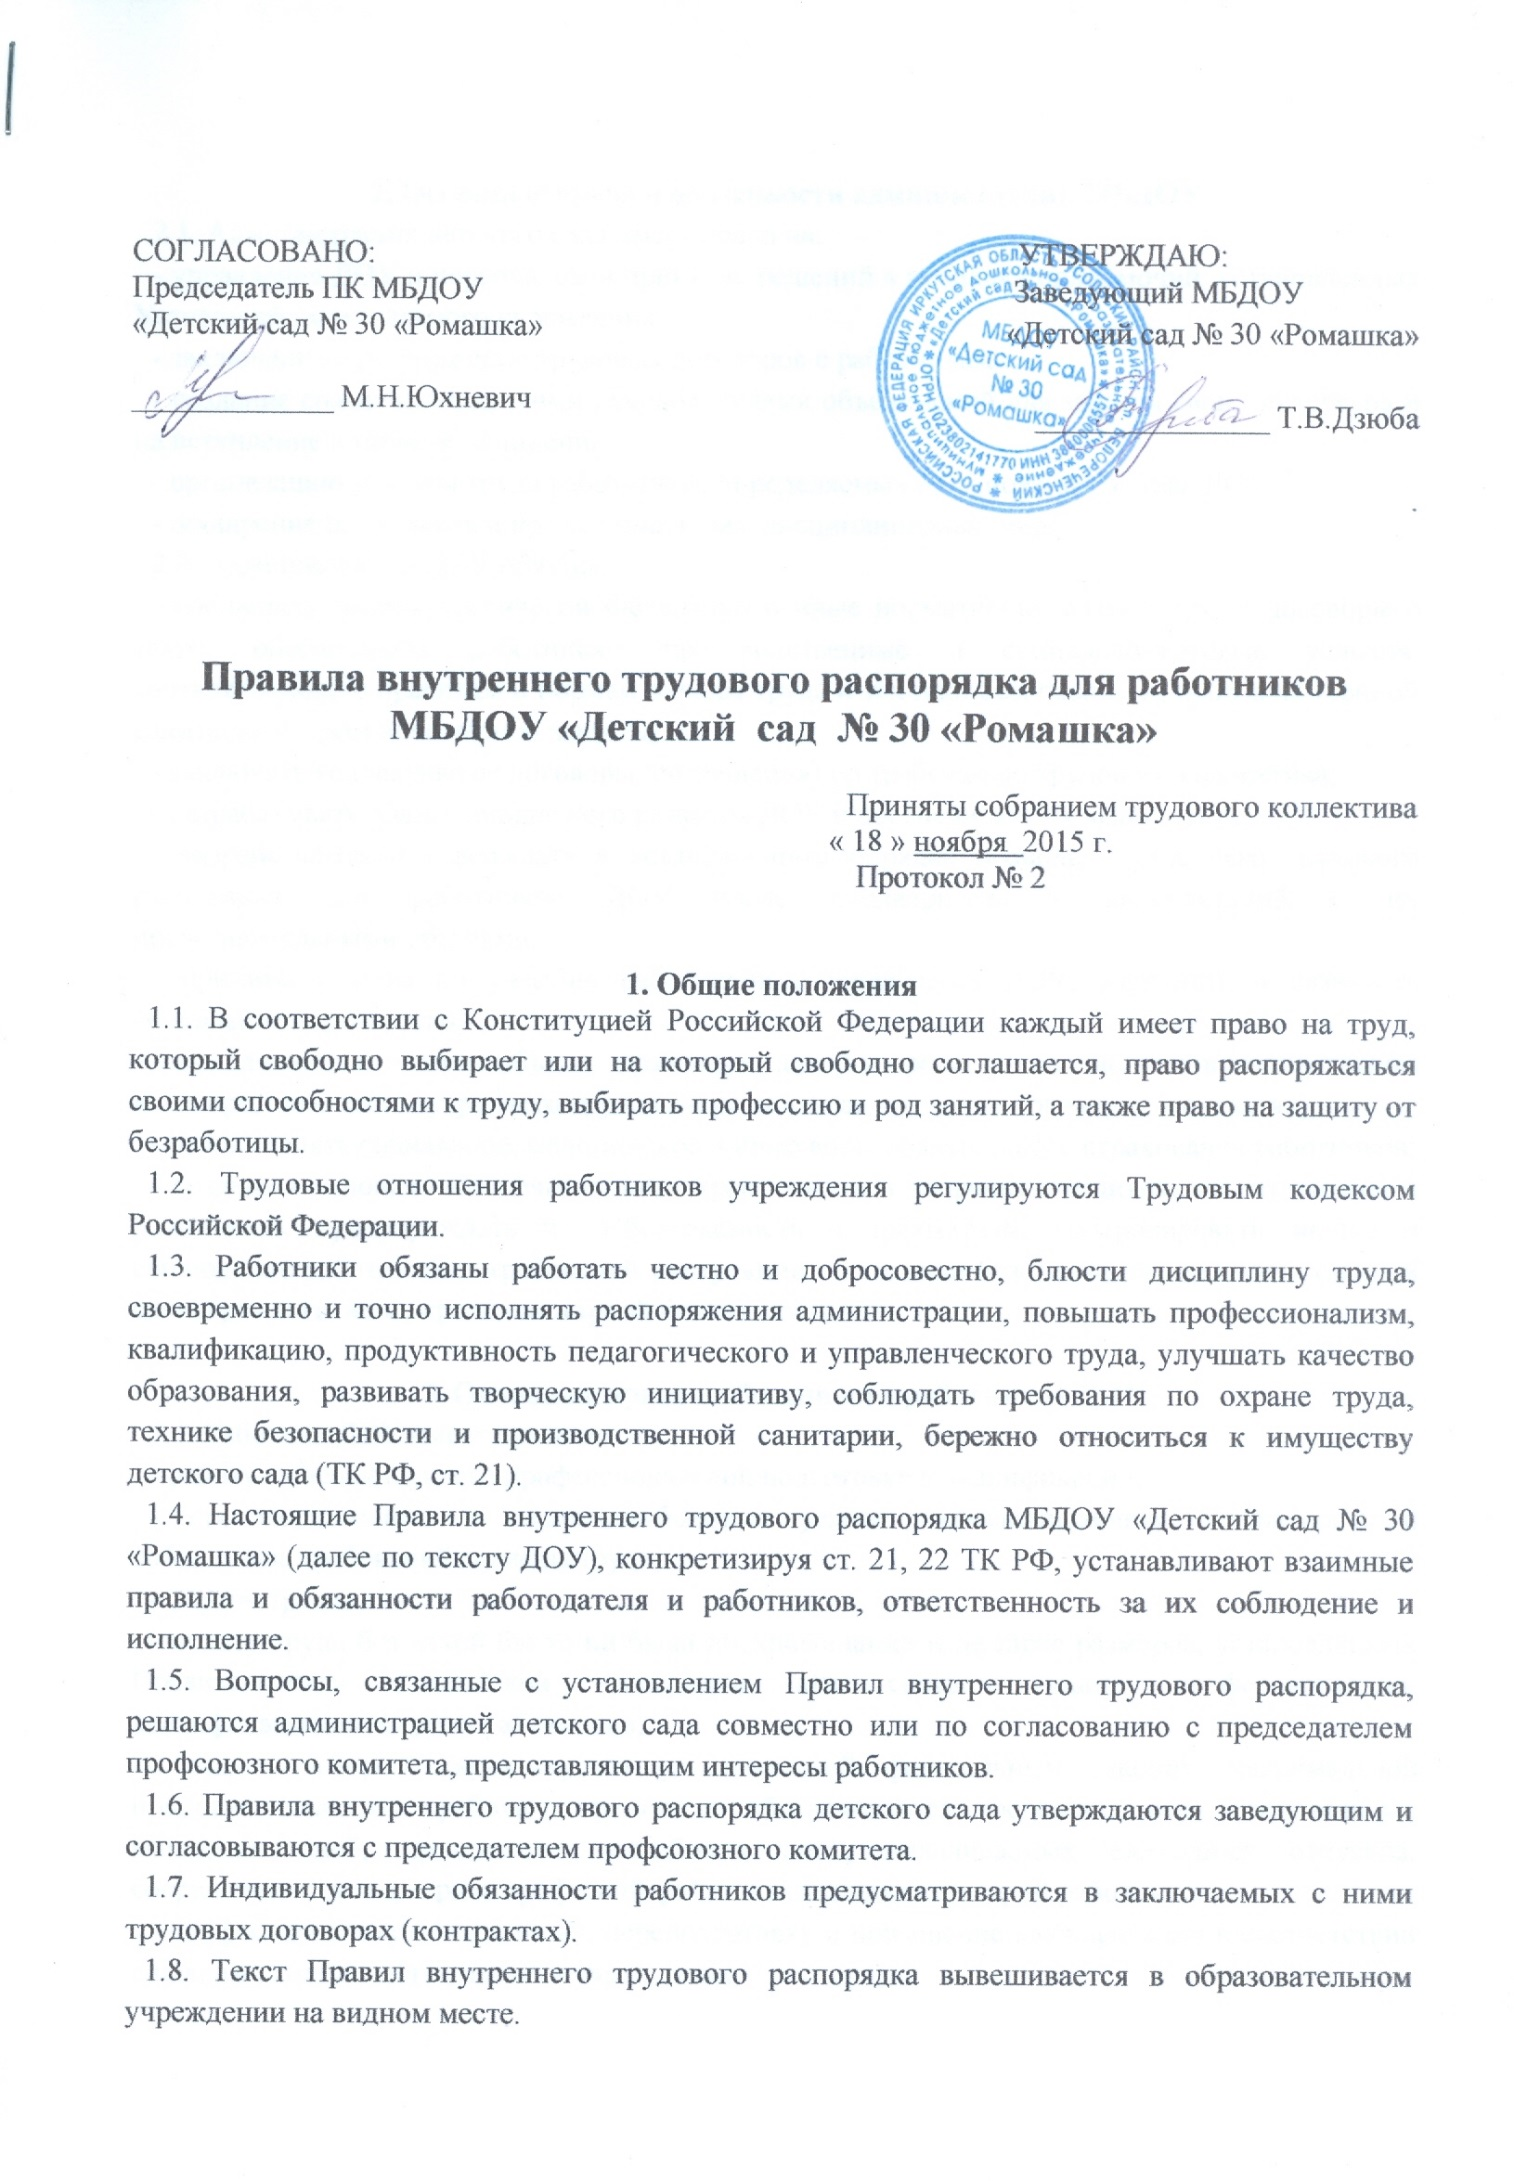 СОГЛАСОВАНО:
Председатель ПК МБДОУ
«Детский сад № 30 «Ромашка»
М.Н.Юхневич
УТВЕРЖДАЮ:
Заведующий МБДОУ
«Детский сад № 30 «Ромашка»
Т.В.Дзюба
МБДОУ
«Детский сад
№ 30
«Ромашка»
Правила внутреннего трудового распорядка для работников
МБДОУ «Детский сад № 30 «Ромашка»
Приняты собранием трудового коллектива
« 18 » ноября 2015 г.
Протокол № 2
1. Общие положения
1.1. В соответствии с Конституцией Российской Федерации каждый имеет право на труд,
который свободно выбирает или на который свободно соглашается, право распоряжаться
своими способностями к труду, выбирать профессию и род занятий, а также право на защиту от
безработицы.
1.2. Трудовые отношения работников учреждения регулируются Трудовым кодексом
Российской Федерации.
1.3. Работники обязаны работать честно и добросовестно, блюсти дисциплину труда,
своевременно и точно исполнять распоряжения администрации, повышать профессионализм,
квалификацию, продуктивность педагогического и управленческого труда, улучшать качество
образования, развивать творческую инициативу, соблюдать требования по охране труда,
технике безопасности и производственной санитарии, бережно относиться к имуществу
детского сада (ТК РФ, ст. 21).
1.4. Настоящие Правила внутреннего трудового распорядка МБДОУ «Детский сад № 30
«Ромашка» (далее по тексту ДОУ), конкретизируя ст. 21, 22 ТК РФ, устанавливают взаимные
правила и обязанности работодателя и работников, ответственность за их соблюдение и
исполнение.
1.5. Вопросы, связанные с установлением Правил внутреннего трудового распорядка,
решаются администрацией детского сада совместно или по согласованию с председателем
профсоюзного комитета, представляющим интересы работников.
1.6. Правила внутреннего трудового распорядка детского сада утверждаются заведующим и
согласовываются с председателем профсоюзного комитета.
1.7. Индивидуальные обязанности работников предусматриваются в заключаемых с ними
трудовых договорах (контрактах).
1.8. Текст Правил внутреннего трудового распорядка вывешивается в образовательном
учреждении на видном месте.